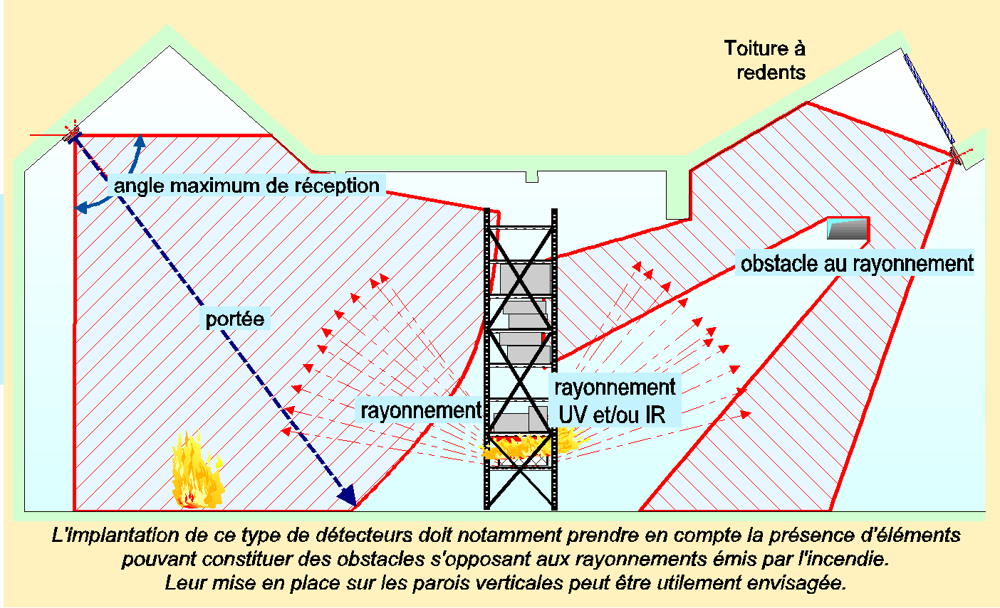 Toiture à
redents
angle maximum de réception
obstacle au rayonnement
portée
rayonnement
rayonnement
UV et/ou IR
L'implantation de ce type de détecteurs doit notamment prendre en compte la présence d'éléments
pouvant constituer des obstacles s'opposant aux rayonnements émis par l'incendie.
Leur mise en place sur les parois verticales peut être utilement envisagée.